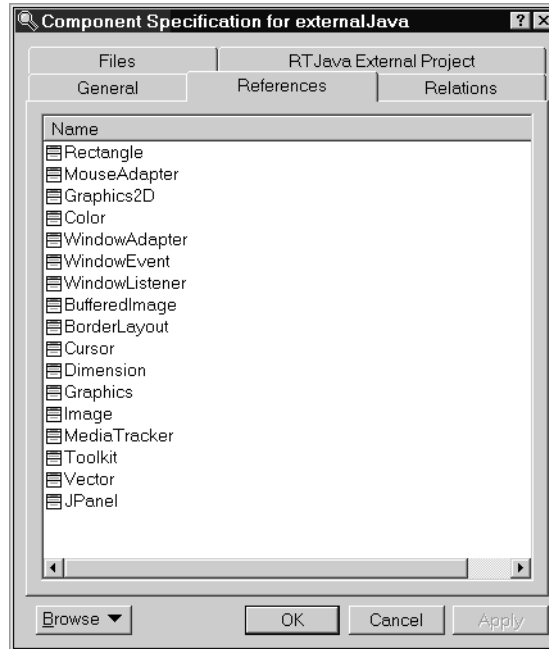 Component Specification for externalJava
Files
RTJava External Project
General
References
Relations
Name
Rectangle
MouseAdapter
Graphics2D
Color
WindowAdapter
WindowEvent
WindowListener
BufferedImage
BorderLayout
Cursor
Dimension
Graphics
Image
MediaTracker
Toolkit
Vector
JPanel
Browse
OK
Cancel
Apply